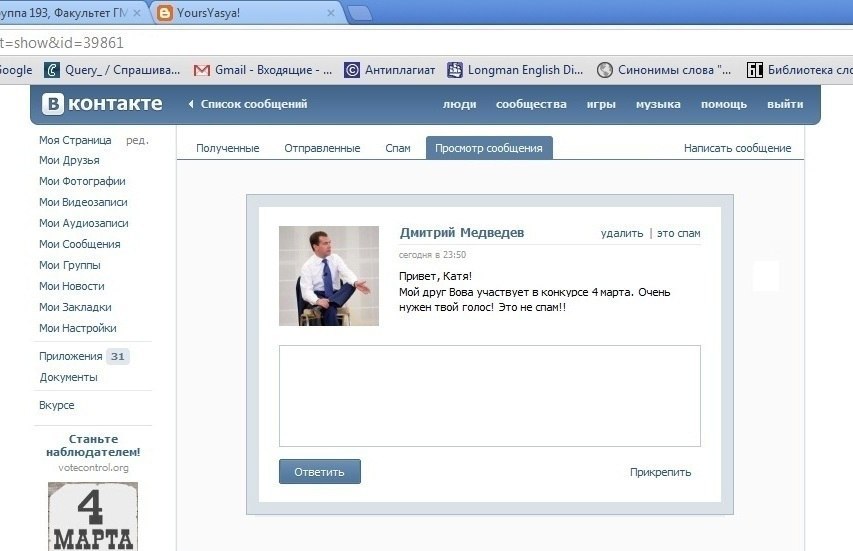 руппа 193, Факультет ГМ
YoursYasya!
t=show&id=39861
Google
Query_ / Спрашива...
Gmail - Входящие - ...
Антиплагиат
Longman English Di...
Синонимы слова "...
Библиотека сло
В контакте
Список сообщений
люди
сообщества
игры
музыка
помощь
выйти
Моя Страница ред.
Мои Друзья
Мои Фотографии
Мои Видеозаписи
Мои Аудиозаписи
Мои Сообщения
Мои Группы
Мои Новости
Мои Закладки
Мои Настройки
Приложения 31
Документы
Вкурсе
Станьте
наблюдателем!
votecontrol.org
4
МАРТА
Полученные
Отправленные
Спам
Просмотр сообщения
Написать сообщение
Дмитрий Медведев
удалить | это спам
сегодня в 23:50
Привет, Катя!
Мой друг Вова участвует в конкурсе 4 марта. Очень
нужен твой голос! Это не спам!!
Ответить
Прикрепить